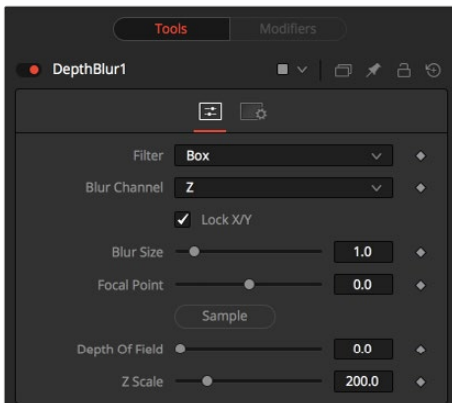 Tools Modifiers
DepthBlur1
Filter Box
Blur Channel Z
Lock X/Y
Blur Size 1.0
Focal Point 0.0
Sample
Depth Of Field 0.0
Z Scale 200.0